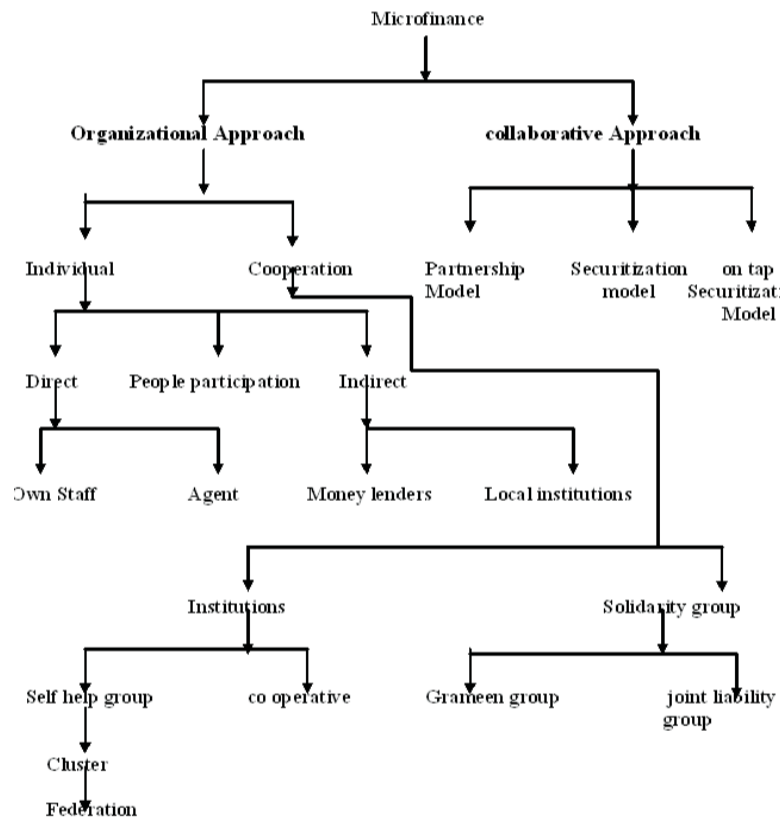 Microfinance
Organizational Approach
collaborative Approach
Individual
Cooperation
Partnership
Model
Securitization
model
on tap
Securitizat
Model
Direct
People participation
Indirect
Own Staff
Agent
Money lenders
Local institutions
Institutions
Solidarity group
Self help group
co operative
Grameen group
joint liability
group
Cluster
Federation